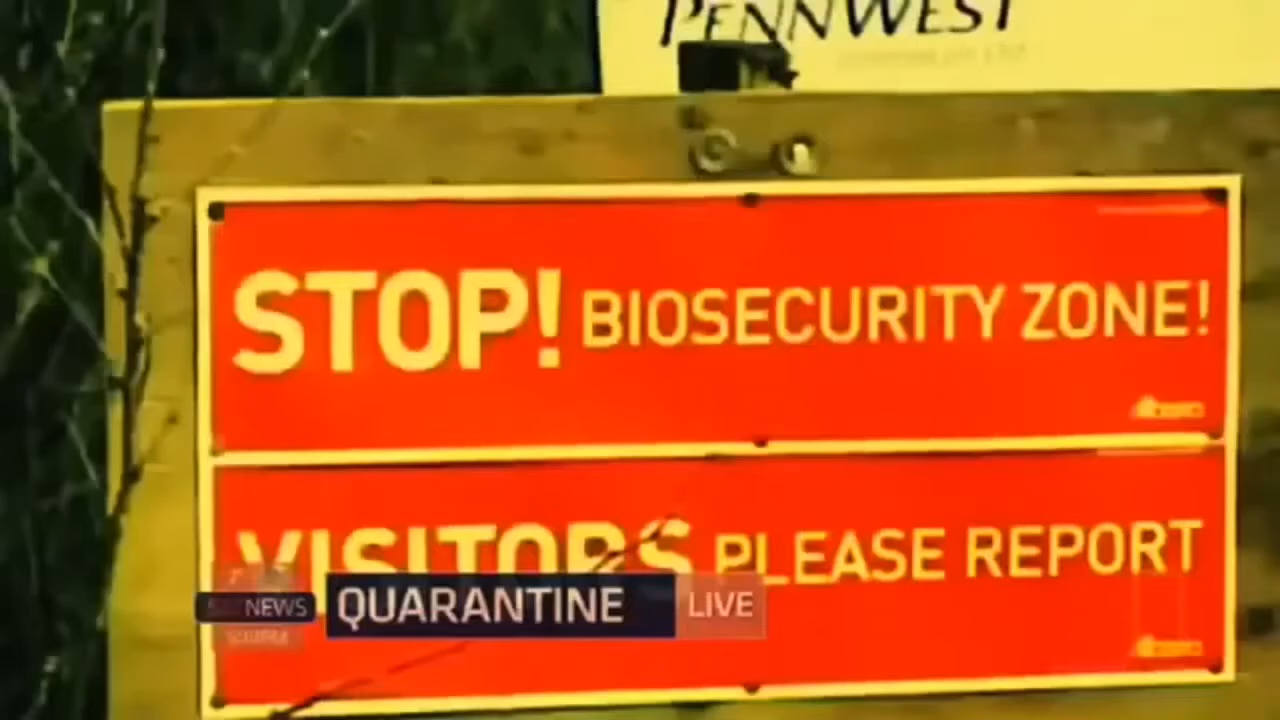 PENNWEST
STOP! BIOSECURITY ZONE!
VISITORS PLEASE REPORT
NEWS QUARANTINE LIVE